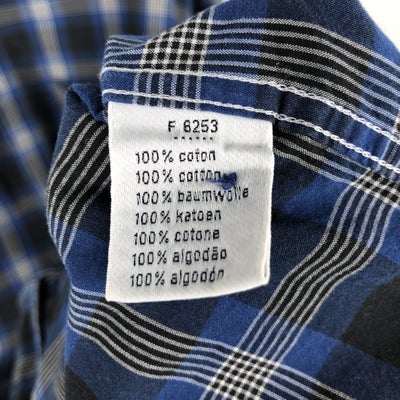 F 6253
100% coton
100% cotton
100% baumwolle
100% katoen
100% cotone
100% algodão
100% algodón